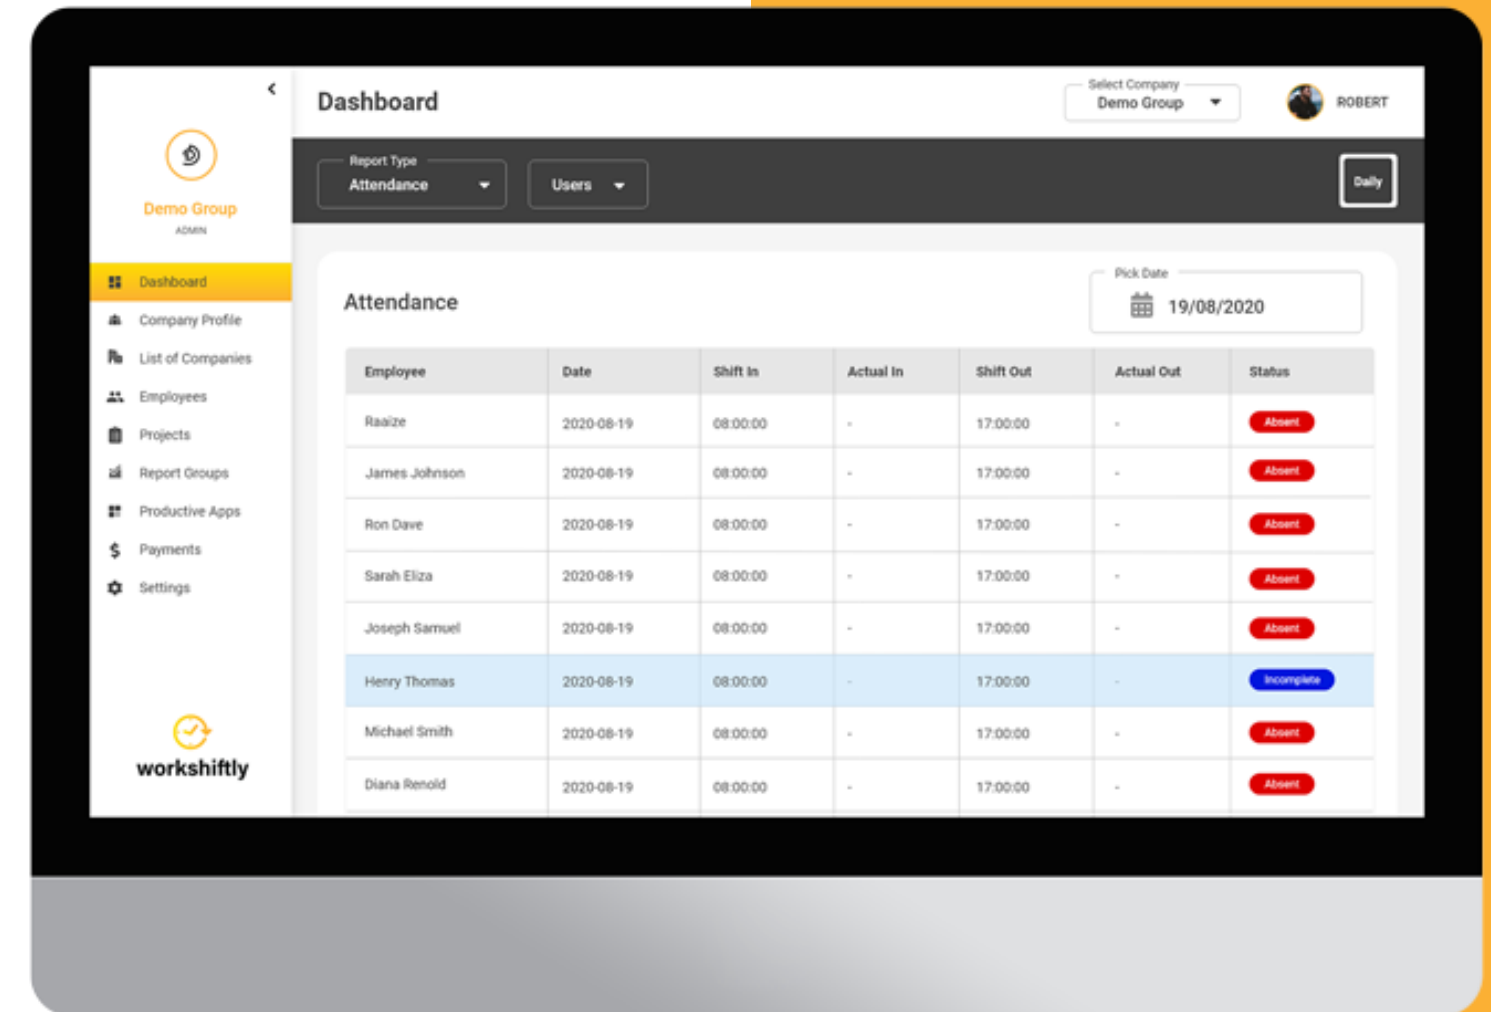 Dashboard
Select Company
Demo Group
ROBERT
Report Type
Attendance
Users
Daily
Demo Group
ADMIN
Dashboard
Company Profile
List of Companies
Employees
Projects
Report Groups
Productive Apps
Payments
Settings
workshiftly
Attendance
Pick Date
19/08/2020
Employee Date Shift In Actual In Shift Out Actual Out Status
Raaize 2020-08-19 08:00:00 - 17:00:00 - Absent
James Johnson 2020-08-19 08:00:00 - 17:00:00 - Absent
Ron Dave 2020-08-19 08:00:00 - 17:00:00 - Absent
Sarah Eliza 2020-08-19 08:00:00 - 17:00:00 - Absent
Joseph Samuel 2020-08-19 08:00:00 - 17:00:00 - Absent
Henry Thomas 2020-08-19 08:00:00 - 17:00:00 - Incomplete
Michael Smith 2020-08-19 08:00:00 - 17:00:00 - Absent
Diana Renold 2020-08-19 08:00:00 - 17:00:00 - Absent